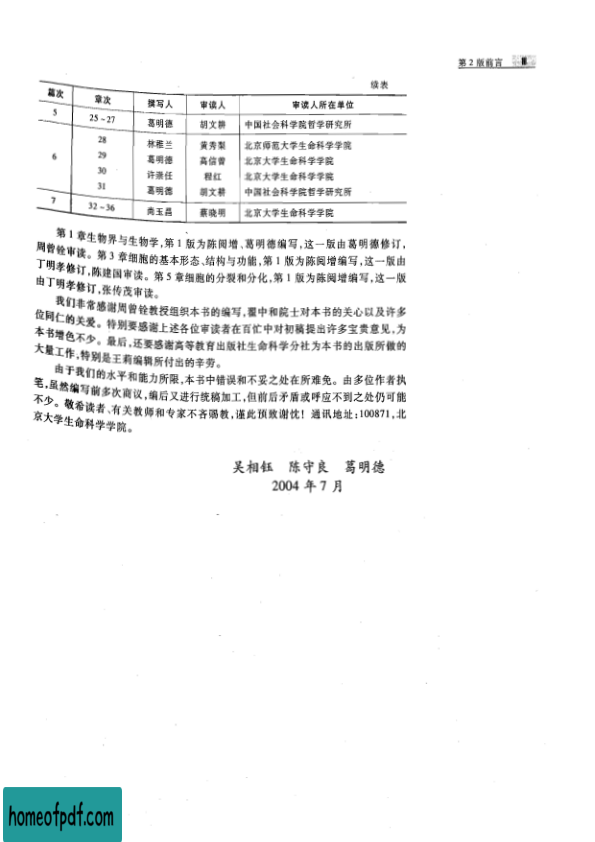 第 2 版前言 Ⅲ
续表
篇次 章次 撰写人 审读人 审读人所在单位
5 25~27 葛明德 胡文耕 中国社会科学院哲学研究所
6
28 林稚兰 黄秀梨 北京师范大学生命科学学院
29 葛明德 高信曾 北京大学生命科学学院
30 许崇任 程红 北京大学生命科学学院
31 葛明德 胡文耕 中国社会科学院哲学研究所
7 32~36 尚玉昌 蔡晓明 北京大学生命科学学院
第 1 章生物界与生物学,第 1 版为陈阅增、葛明德编写,这一版由葛明德修订,
周曾铨审读。第 3 章细胞的基本形态、结构与功能,第 1 版为陈阅增编写,这一版由
丁明孝修订,陈建国审读。第 5 章细胞的分裂和分化,第 1 版为陈阅增编写,这一版
由丁明孝修订,张传茂审读。
我们非常感谢周曾铨教授组织本书的编写,翟中和院士对本书的关心以及许多
位同仁的关爱。特别要感谢上述各位审读者在百忙中对初稿提出许多宝贵意见,为
本书增色不少。最后,还要感谢高等教育出版社生命科学分社为本书的出版所做的
大量工作,特别是王莉编辑所付出的辛劳。
由于我们的水平和能力所限,本书中错误和不妥之处在所难免。由多位作者执
笔,虽然编写前多次商议,编后又进行统稿加工,但前后矛盾或呼应不到之处仍可能
不少。敬希读者、有关教师和专家不吝赐教,谨此预致谢忱！通讯地址:100871,北
京大学生命科学学院。
吴相钰 陈守良 葛明德
2004 年 7 月
homeofpdf.com